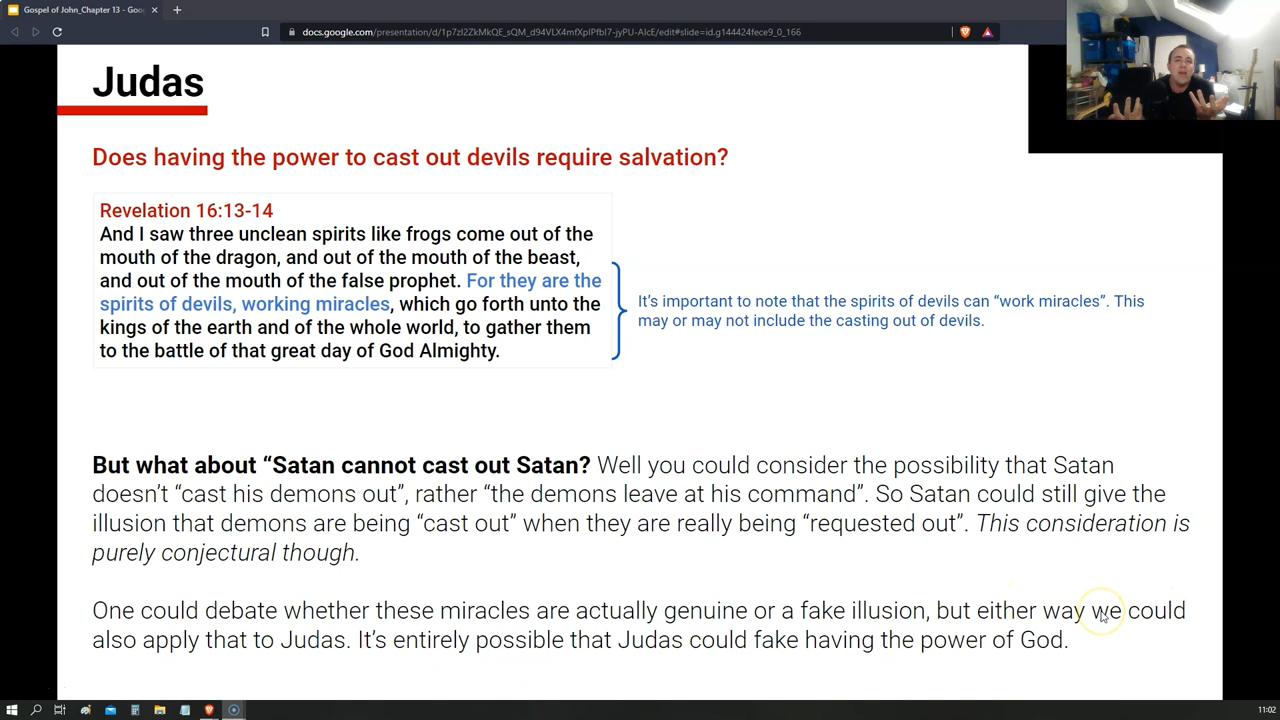 Gospel of John_Chapter 13 - Goo
docs.google.com/presentation/d/1p7zI2ZkMkQE_sQM_d94VLX4mfXpIPfbI7-jyPU-AIcE/edit#slide=id.g144424fece9_0_166
Judas
Does having the power to cast out devils require salvation?
Revelation 16:13-14
And I saw three unclean spirits like frogs come out of the
mouth of the dragon, and out of the mouth of the beast,
and out of the mouth of the false prophet. For they are the
spirits of devils, working miracles, which go forth unto the
kings of the earth and of the whole world, to gather them
to the battle of that great day of God Almighty.
It's important to note that the spirits of devils can “work miracles”. This
may or may not include the casting out of devils.
But what about “Satan cannot cast out Satan? Well you could consider the possibility that Satan
doesn't “cast his demons out”, rather “the demons leave at his command”. So Satan could still give the
illusion that demons are being “cast out” when they are really being “requested out”. This consideration is
purely conjectural though.
One could debate whether these miracles are actually genuine or a fake illusion, but either way we could
also apply that to Judas. It's entirely possible that Judas could fake having the power of God.
11:02